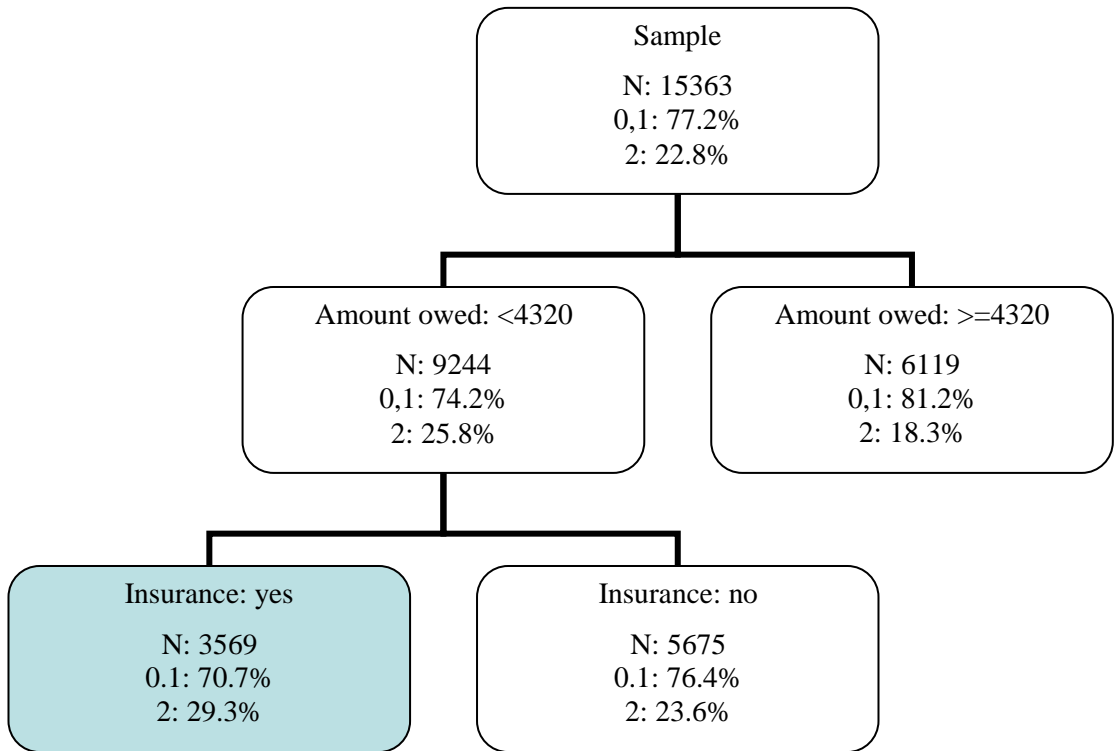 Sample
N: 15363
0,1: 77.2%
2: 22.8%
Amount owed: <4320
N: 9244
0,1: 74.2%
2: 25.8%
Amount owed: >=4320
N: 6119
0,1: 81.2%
2: 18.3%
Insurance: yes
N: 3569
0.1: 70.7%
2: 29.3%
Insurance: no
N: 5675
0.1: 76.4%
2: 23.6%